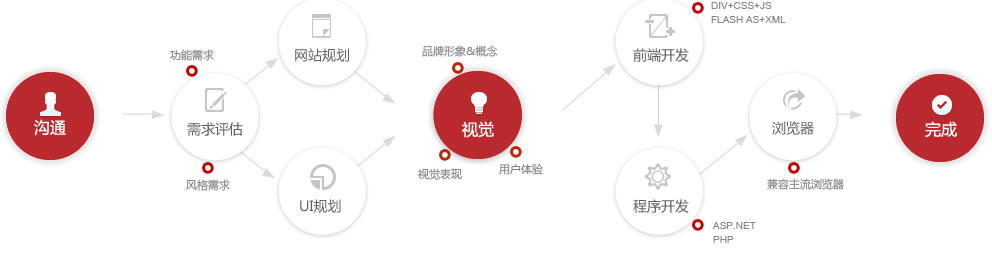 沟通
功能需求
需求评估
风格需求
网站规划
UI规划
品牌形象&概念
视觉
视觉表现
用户体验
前端开发
DIV+CSS+JS
FLASH AS+XML
程序开发
ASP.NET
PHP
浏览器
兼容主流浏览器
完成